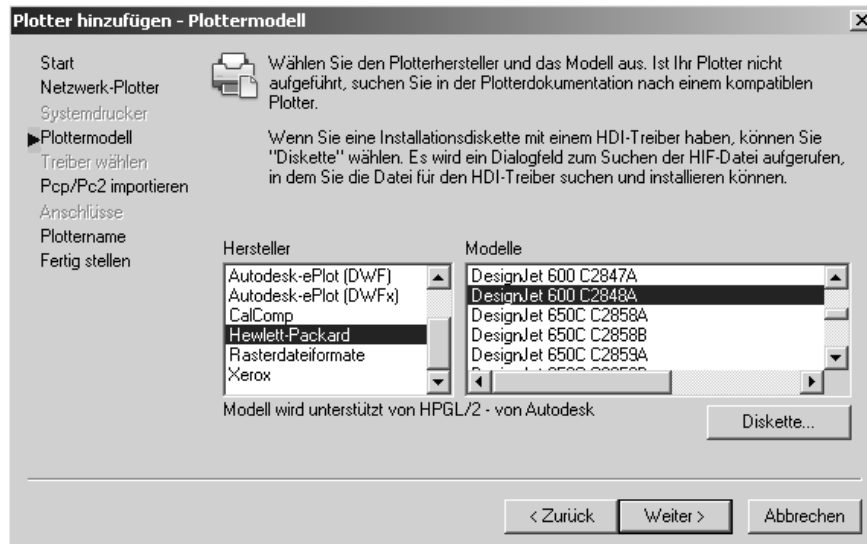 Plotter hinzufügen - Plottermodell
Start
Netzwerk-Plotter
Systemdrucker
Plottermodell
Treiber wählen
Pcp/Pc2 importieren
Anschlüsse
Plottername
Fertig stellen
Wählen Sie den Plotterhersteller und das Modell aus. Ist Ihr Plotter nicht
aufgeführt, suchen Sie in der Plotterdokumentation nach einem kompatiblen
Plotter.
Wenn Sie eine Installationsdiskette mit einem HDI-Treiber haben, können Sie
"Diskette" wählen. Es wird ein Dialogfeld zum Suchen der HIF-Datei aufgerufen,
in dem Sie die Datei für den HDI-Treiber suchen und installieren können.
Hersteller
Autodesk-ePlot (DWF)
Autodesk-ePlot (DWFx)
CalComp
Hewlett-Packard
Rasterdateiformate
Xerox
Modelle
DesignJet 600 C2847A
DesignJet 600 C2848A
DesignJet 650C C2858A
DesignJet 650C C2858B
DesignJet 650C C2859A
Modell wird unterstützt von HPGL/2 - von Autodesk
Diskette...
< Zurück
Weiter >
Abbrechen